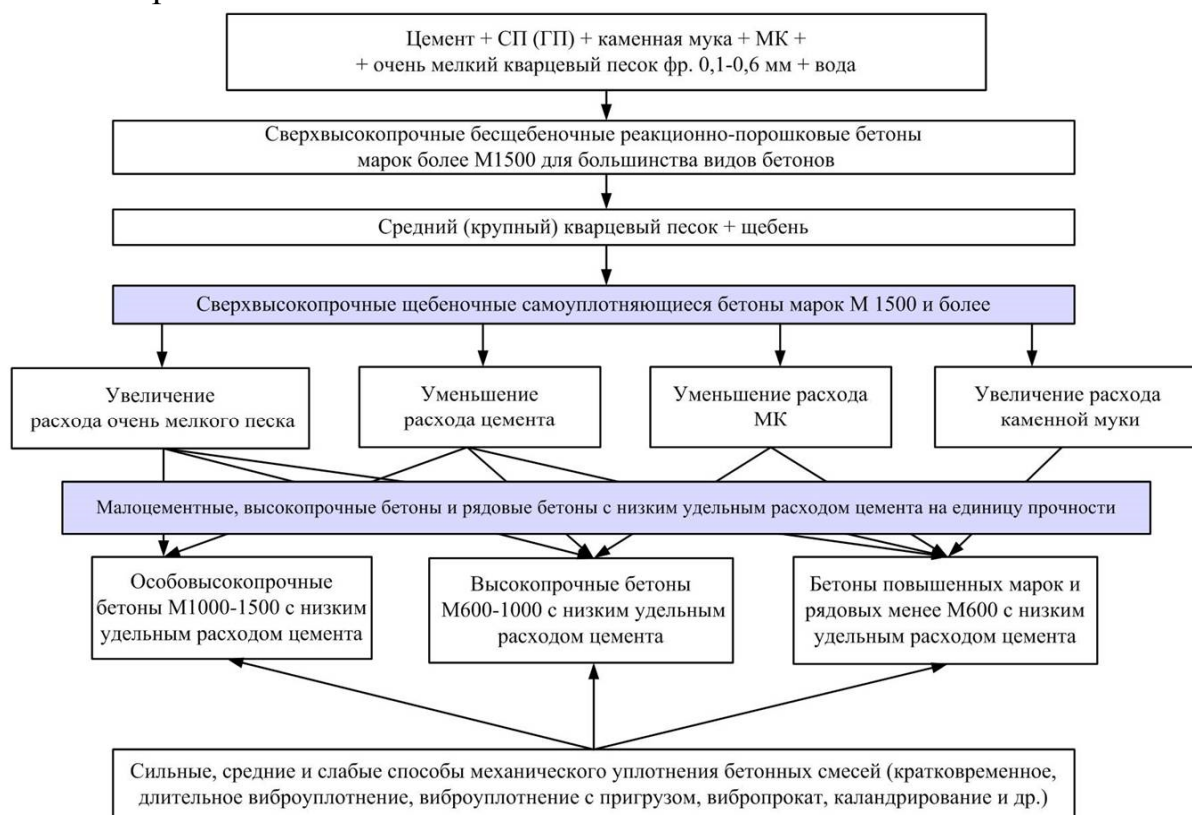 Цемент + СП (ГП) + каменная мука + МК +
+ очень мелкий кварцевый песок фр. 0,1-0,6 мм + вода
Сверхвысокопрочные бесщебеночные реакционно-порошковые бетоны
марок более М1500 для большинства видов бетонов
Средний (крупный) кварцевый песок + щебень
Сверхвысокопрочные щебеночные самоуплотняющиеся бетоны марок М 1500 и более
Увеличение
расхода очень мелкого песка
Уменьшение
расхода цемента
Уменьшение расхода
МК
Увеличение расхода
каменной муки
Малоцементные, высокопрочные бетоны и рядовые бетоны с низким удельным расходом цемента на единицу прочности
Особовысокопрочные
бетоны М1000-1500 с низким
удельным расходом цемента
Высокопрочные бетоны
М600-1000 с низким удельным
расходом цемента
Бетоны повышенных марок и
рядовых менее М600 с низким
удельным расходом цемента
Сильные, средние и слабые способы механического уплотнения бетонных смесей (кратковременное,
длительное виброуплотнение, виброуплотнение с пригрузом, вибропрокат, каландрирование и др.)